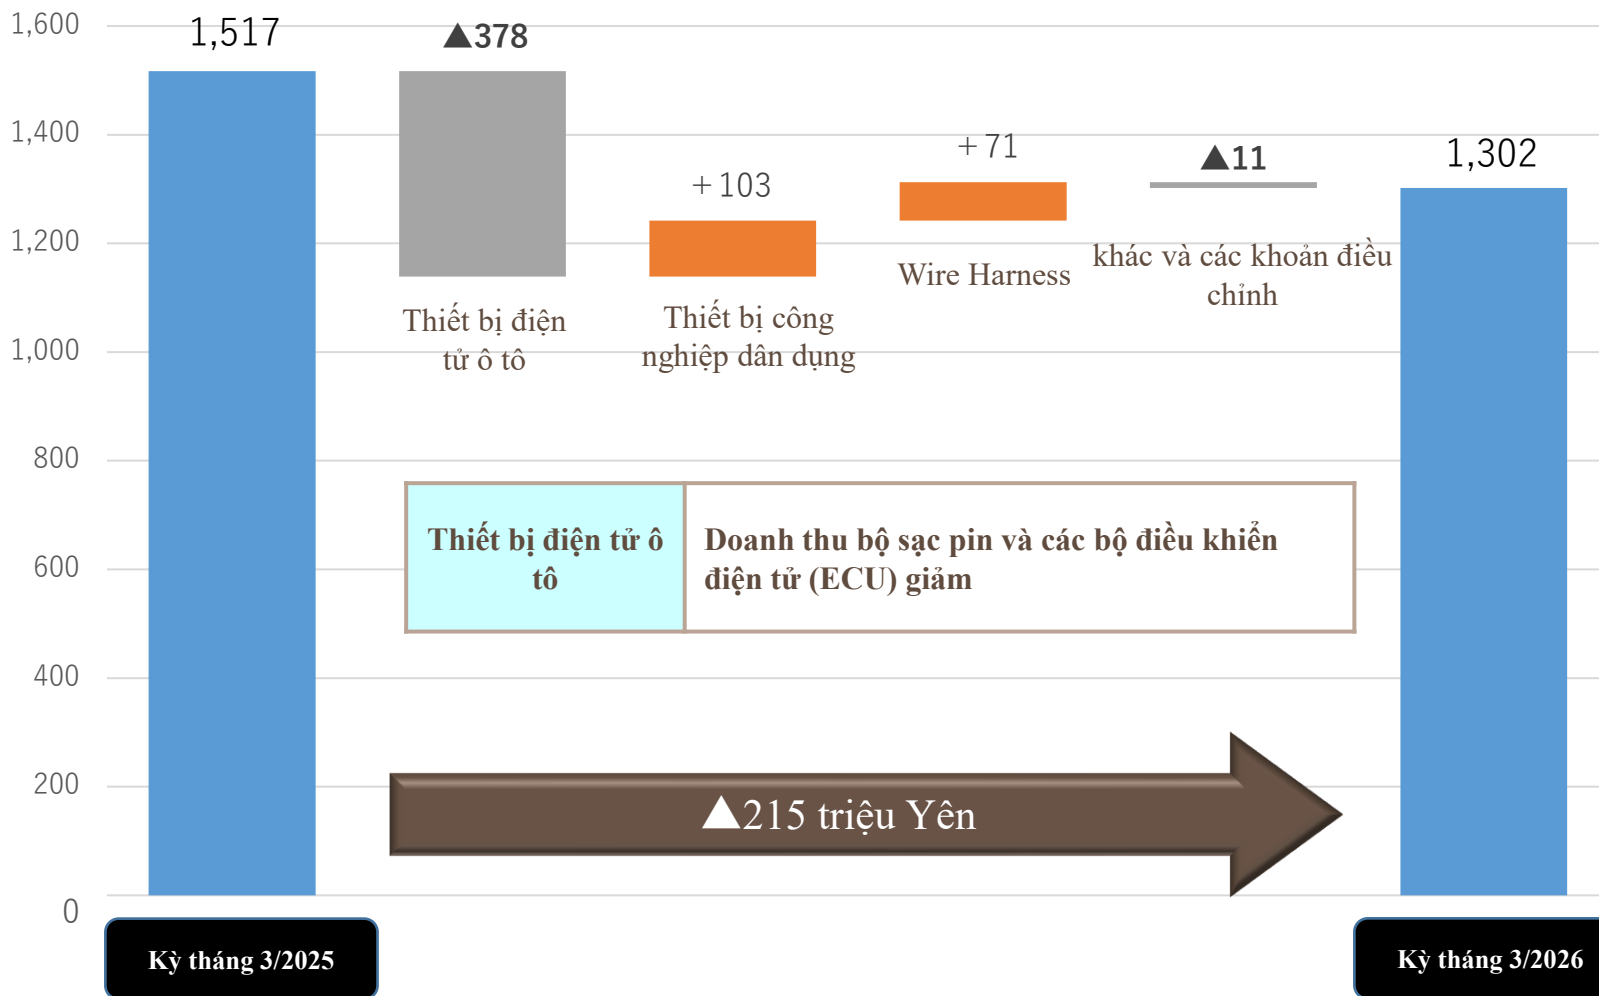 1,600
1,400
1,200
1,000
800
600
400
200
0
1,517
▲378
+103
+71
▲11
1,302
Thiết bị điện
tử ô tô
Thiết bị công
nghiệp dân dụng
Wire Harness
khác và các khoản điều
chỉnh
Thiết bị điện tử ô
tô
Doanh thu bộ sạc pin và các bộ điều khiển
điện tử (ECU) giảm
▲215 triệu Yên
Kỳ tháng 3/2025
Kỳ tháng 3/2026